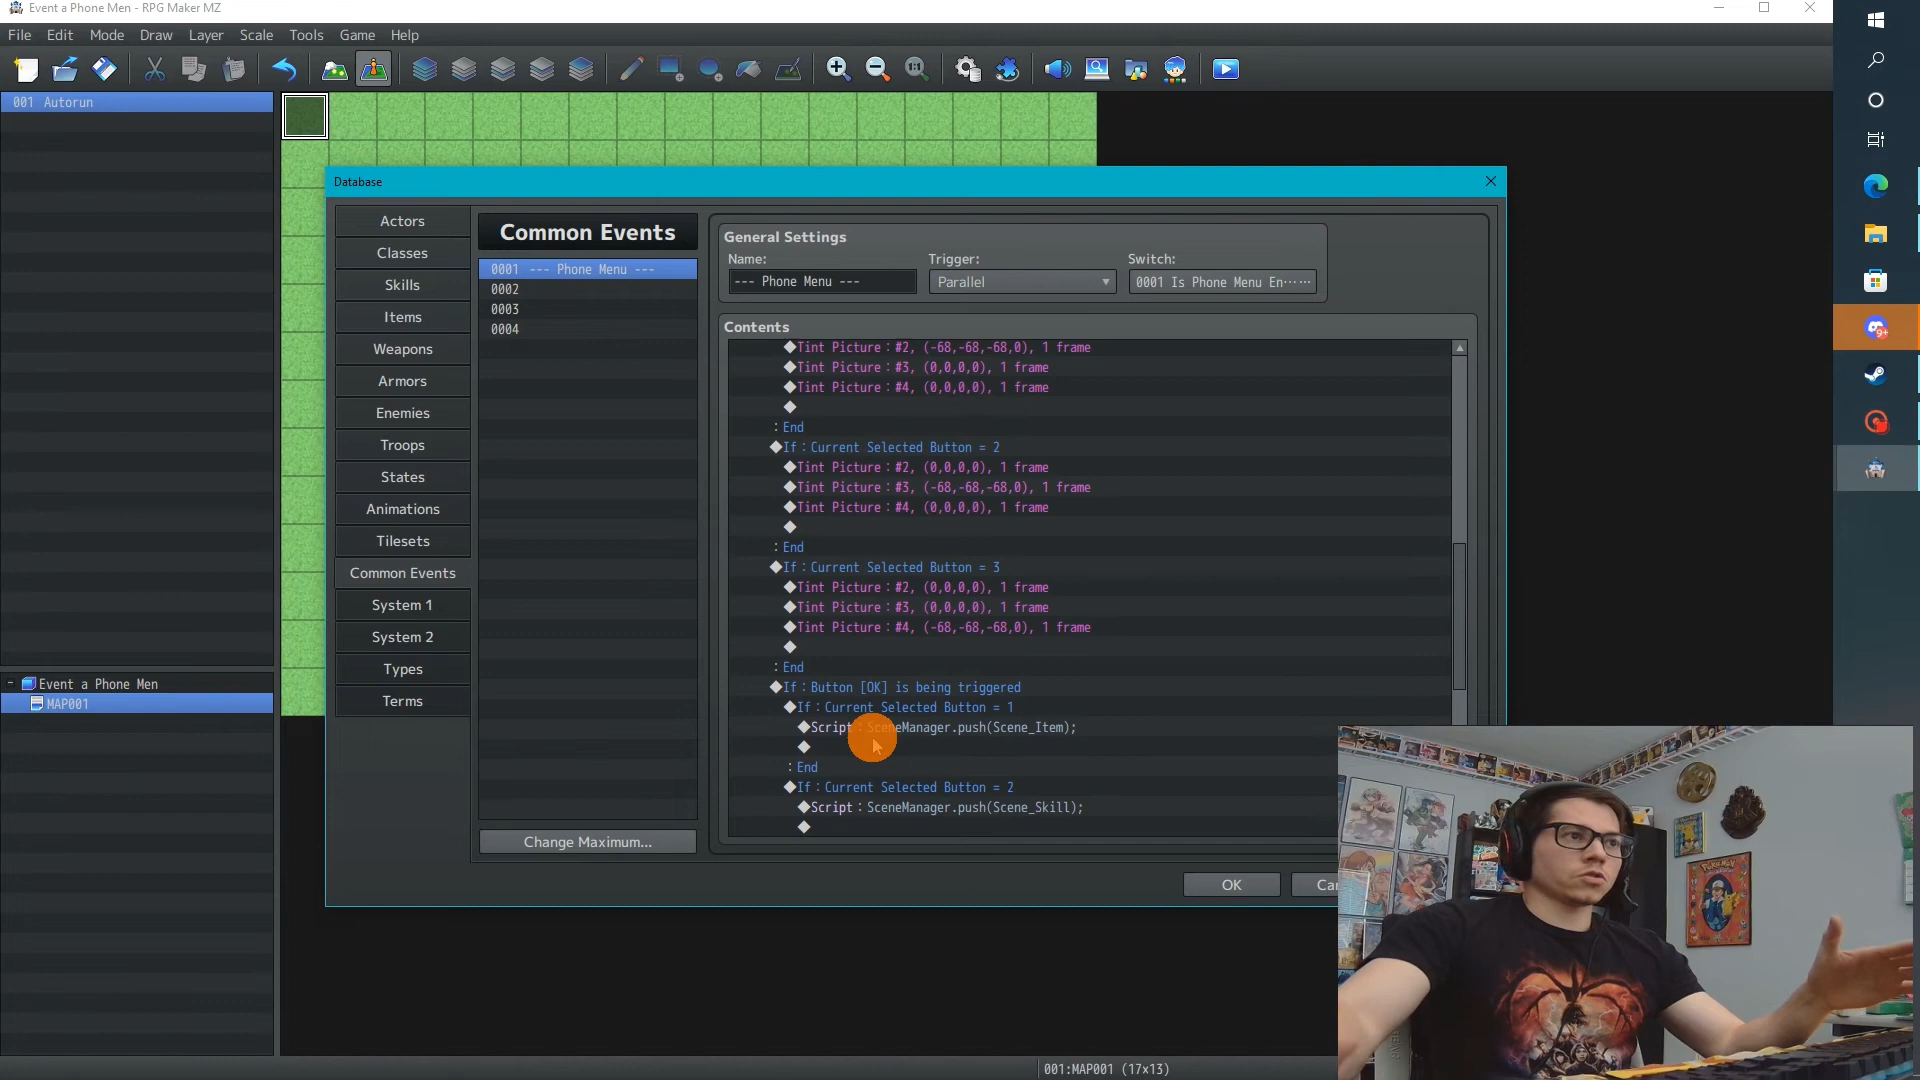 Event a Phone Men - RPG Maker MZ
File Edit Mode Draw Layer Scale Tools Game Help
1:1
001 Autorun
Database
Actors
Classes
Skills
Items
Weapons
Armors
Enemies
Troops
States
Animations
Tilesets
Common Events
System 1
System 2
Types
Terms
Common Events
0001 --- Phone Menu ---
0002
0003
0004
Change Maximum...
General Settings
Name:
Trigger:
Switch:
--- Phone Menu ---
Parallel
0001 Is Phone Menu En··· ···
Contents
◆Tint Picture：#2, (-68,-68,-68,0), 1 frame
◆Tint Picture：#3, (0,0,0,0), 1 frame
◆Tint Picture：#4, (0,0,0,0), 1 frame
◆
：End
◆If：Current Selected Button = 2
◆Tint Picture：#2, (0,0,0,0), 1 frame
◆Tint Picture：#3, (-68,-68,-68,0), 1 frame
◆Tint Picture：#4, (0,0,0,0), 1 frame
◆
：End
◆If：Current Selected Button = 3
◆Tint Picture：#2, (0,0,0,0), 1 frame
◆Tint Picture：#3, (0,0,0,0), 1 frame
◆Tint Picture：#4, (-68,-68,-68,0), 1 frame
◆
：End
◆If：Button [OK] is being triggered
◆If：Current Selected Button = 1
◆Script：SceneManager.push(Scene_Item);
◆
：End
◆If：Current Selected Button = 2
◆Script：SceneManager.push(Scene_Skill);
◆
OK
Event a Phone Men
MAP001
001:MAP001 (17x13)
9+